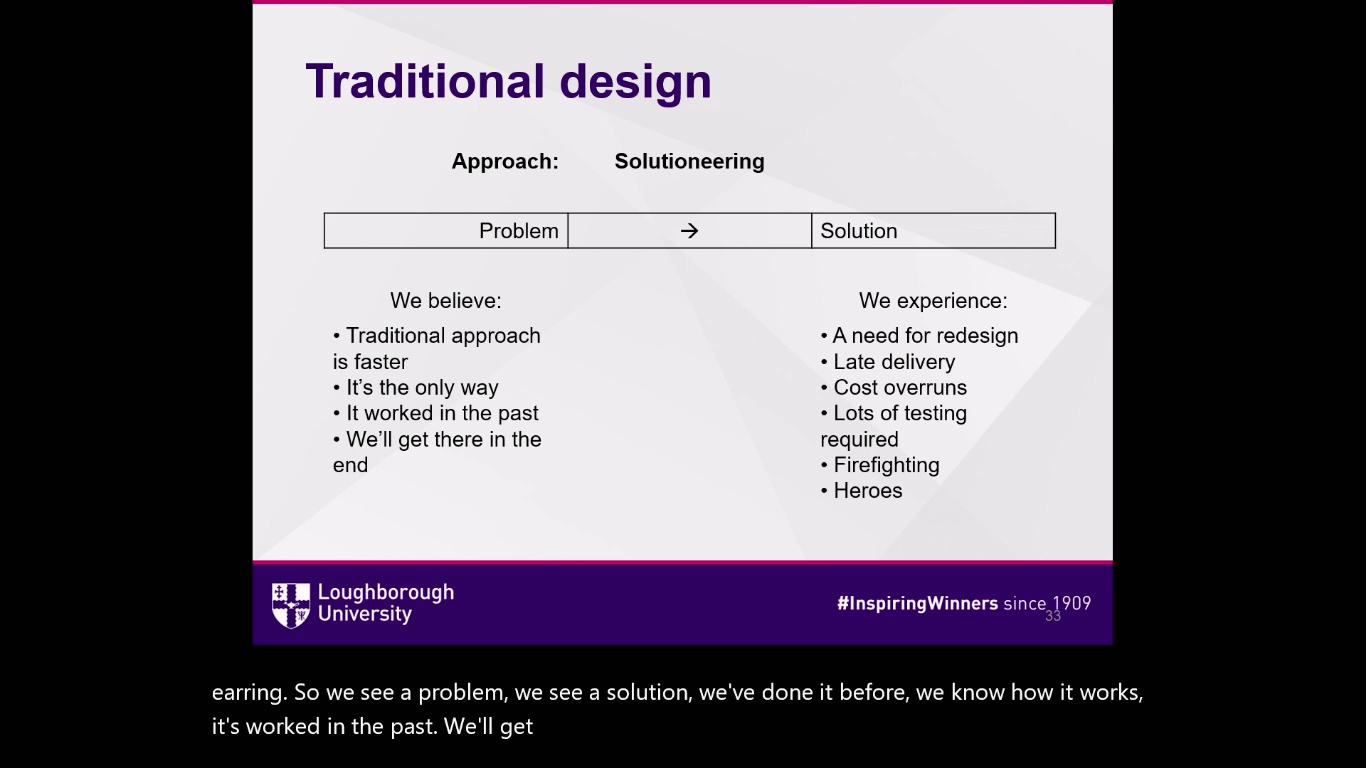 Traditional design
Approach: Solutioneering
Problem → Solution
We believe:
• Traditional approach
is faster
• It’s the only way
• It worked in the past
• We’ll get there in the
end
We experience:
• A need for redesign
• Late delivery
• Cost overruns
• Lots of testing
required
• Firefighting
• Heroes
Loughborough
University
#InspiringWinners since 1909
33
earring. So we see a problem, we see a solution, we've done it before, we know how it works,
it's worked in the past. We'll get